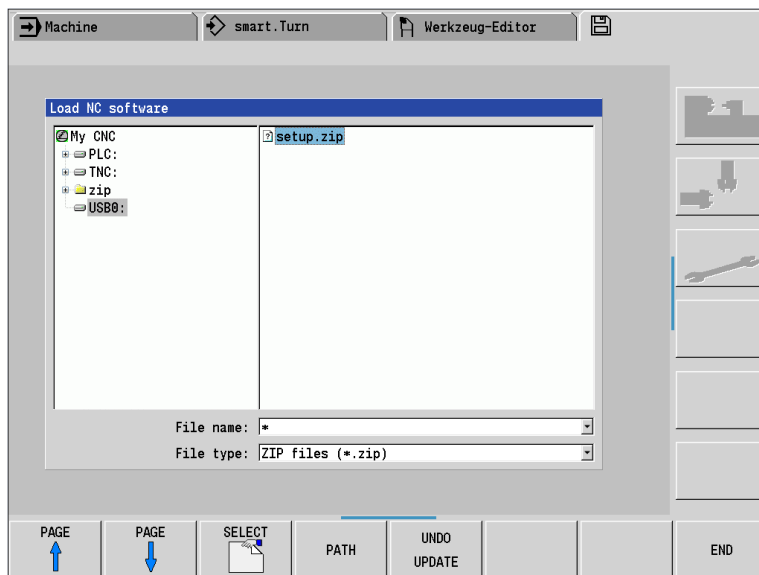 Machine
smart.Turn
Werkzeug-Editor
Load NC software
My CNC
PLC:
TNC:
zip
USB0:
setup.zip
File name: *
File type: ZIP files (*.zip)
PAGE
PAGE
SELECT
PATH
UNDO
UPDATE
END